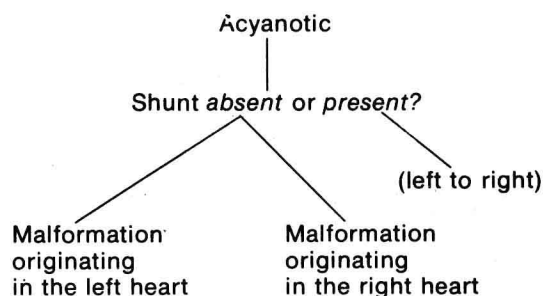 Acyanotic
Shunt absent or present?
(left to right)
Malformation
originating
in the left heart
Malformation
originating
in the right heart